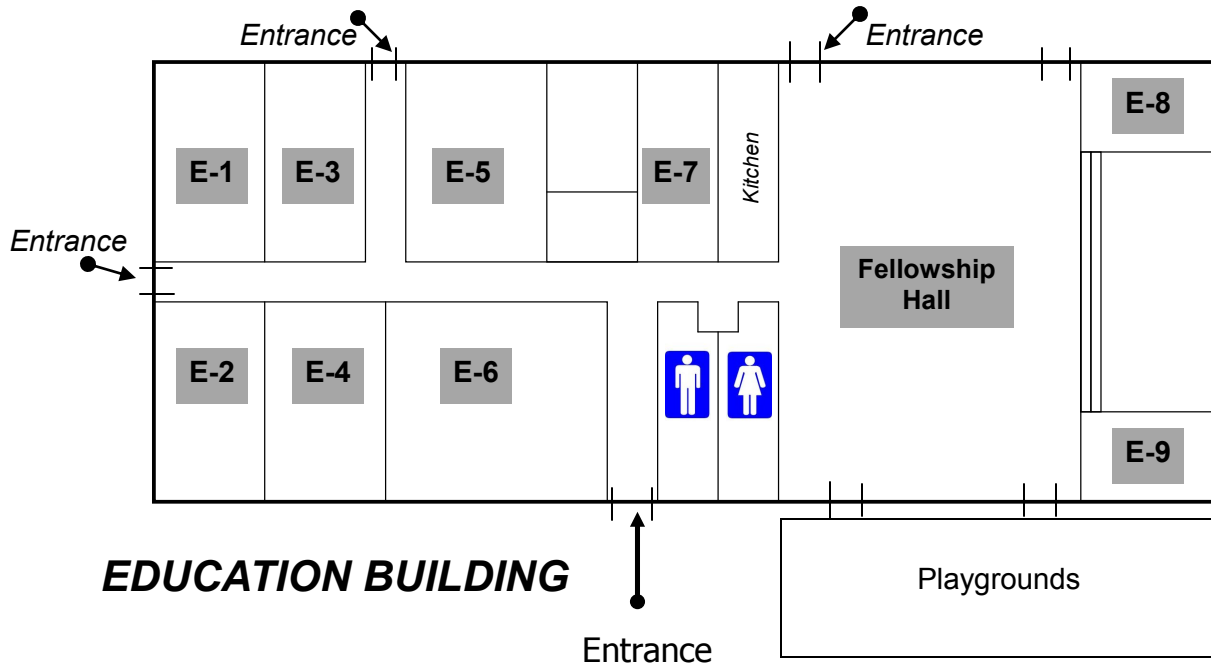 Entrance
Entrance
E-1
E-3
E-5
E-7
Kitchen
E-8
Entrance
Fellowship
Hall
E-2
E-4
E-6
E-9
EDUCATION BUILDING
Playgrounds
Entrance